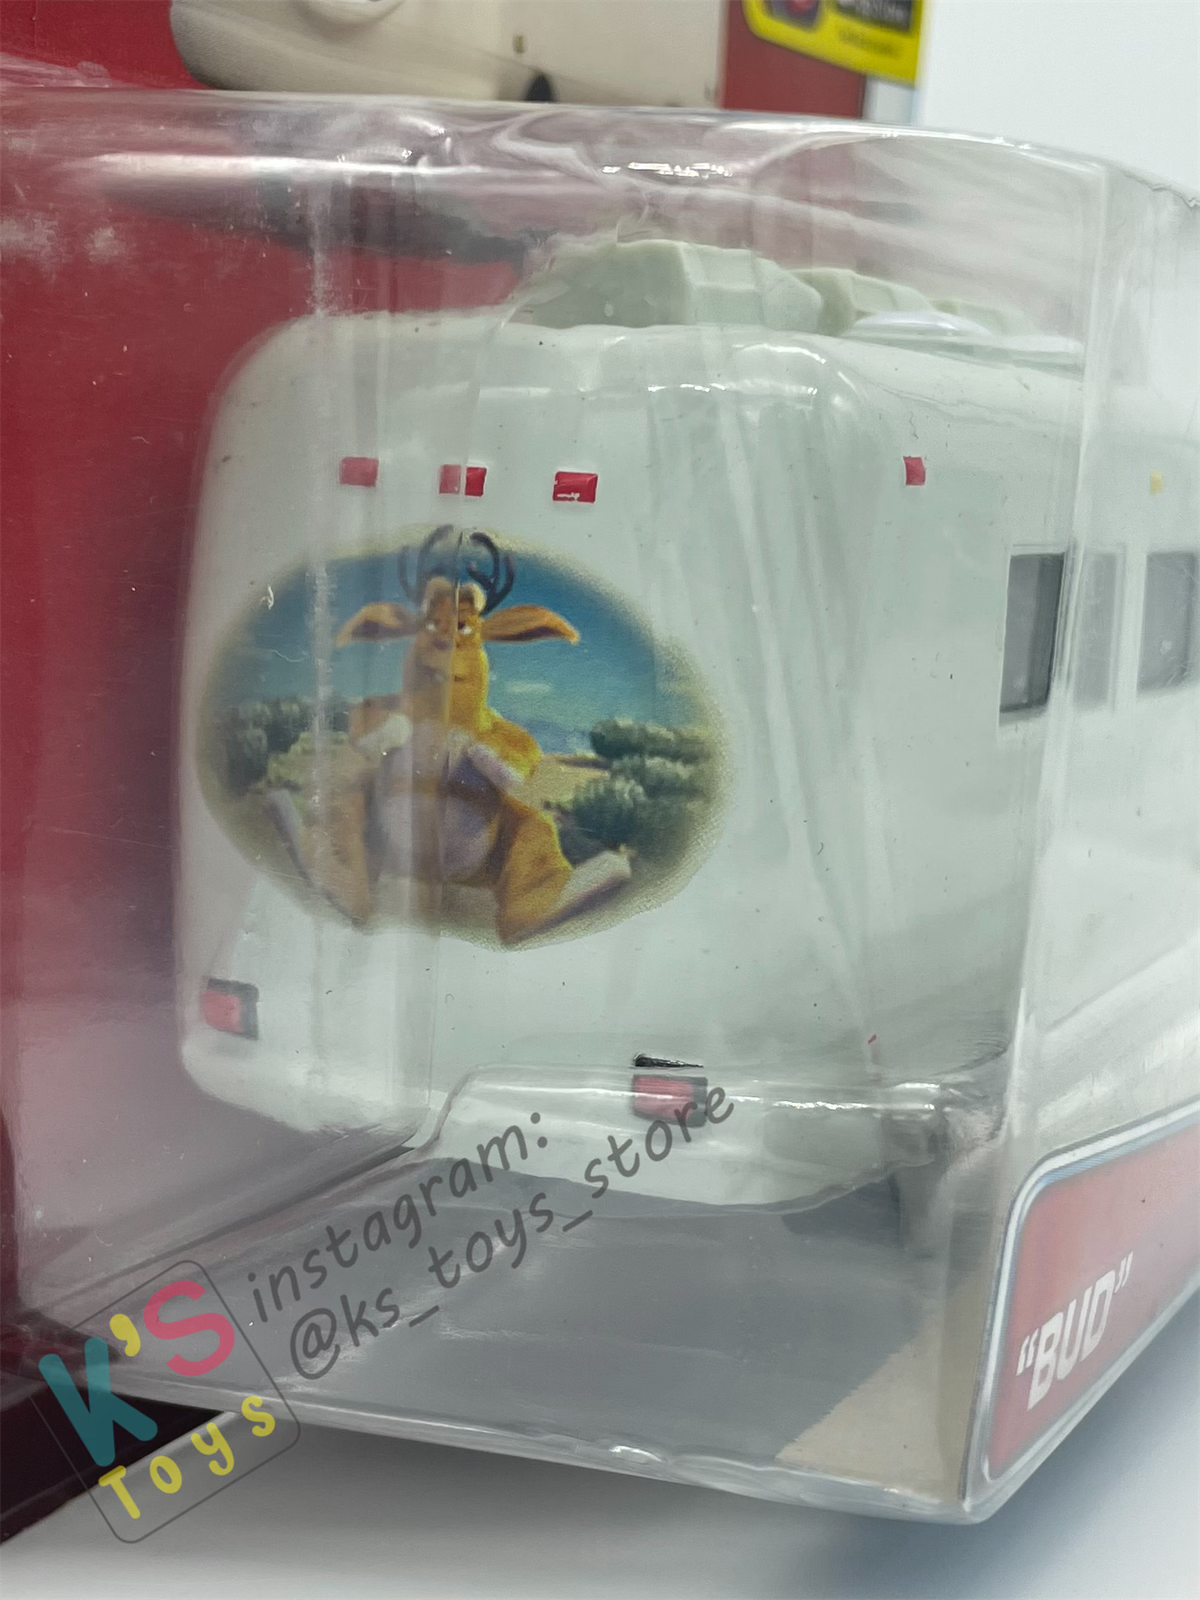 "BUD"
instagram:
@ks_toys_store
K'S
Toys